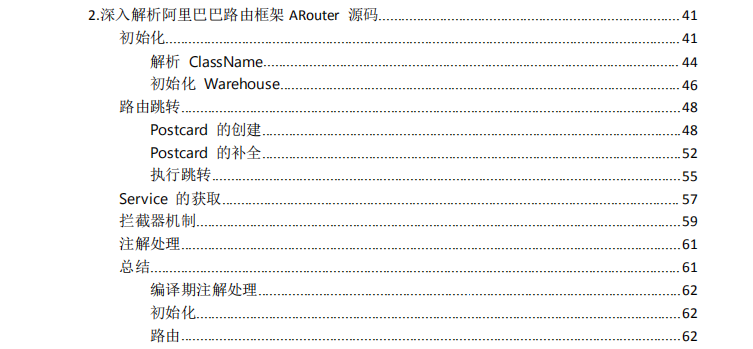 2.深入解析阿里巴巴路由框架 ARouter 源码 41
初始化 41
解析 ClassName 44
初始化 Warehouse 46
路由跳转 48
Postcard 的创建 48
Postcard 的补全 52
执行跳转 55
Service 的获取 57
拦截器机制 59
注解处理 61
总结 61
编译期注解处理 62
初始化 62
路由 62